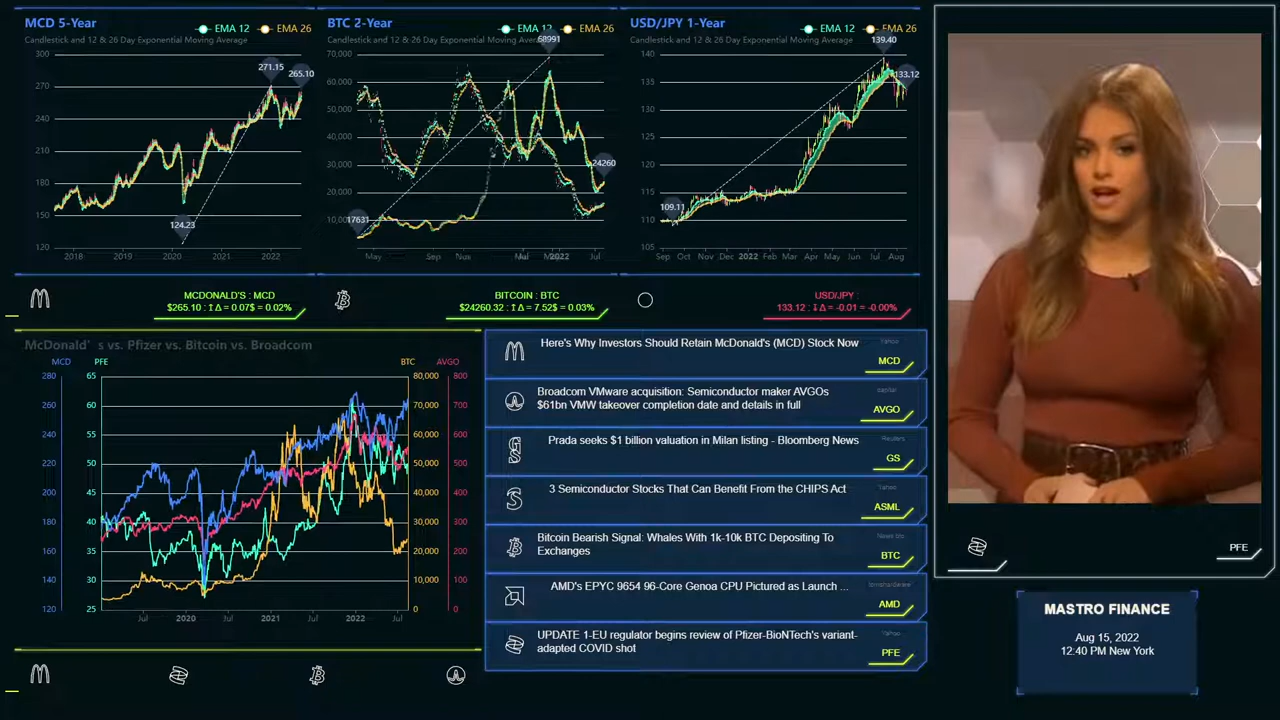 MCD 5-Year
EMA 12
EMA 26
Candlestick and 12 & 26 Day Exponential Moving Average
300
270
240
210
180
150
120
271.15
265.10
124.23
2018
2019
2020
2021
2022
BTC 2-Year
EMA 12
EMA 26
Candlestick and 12 & 26 Day Exponential Moving Average
68991
70,000
60,000
50,000
40,000
30,000
20,000
10,000
24260
17631
May
Sep
Nov
2022
Jul
USD/JPY 1-Year
EMA 12
EMA 26
Candlestick and 12 & 26 Day Exponential Moving Average
139.40
133.12
140
135
130
125
120
115
110
105
109.11
Sep
Oct
Nov
Dec
2022
Feb
Mar
Apr
May
Jun
Jul
Aug
MCDONALD'S : MCD
$265.10 : ↥ Δ = 0.07$ = 0.02%
BITCOIN : BTC
$24260.32 : ↥ Δ = 7.52$ = 0.03%
USD/JPY :
133.12 : ↧ Δ = -0.01 = -0.00%
McDonald's vs. Pfizer vs. Bitcoin vs. Broadcom
MCD
PFE
BTC
AVGO
280
260
240
220
200
180
160
140
120
65
60
55
50
45
40
35
30
25
80,000
70,000
60,000
50,000
40,000
30,000
20,000
10,000
0
800
700
600
500
400
300
200
100
0
Jul
2020
Jul
2021
Jul
2022
Jul
Here's Why Investors Should Retain McDonald's (MCD) Stock Now
Yahoo
MCD
Broadcom VMware acquisition: Semiconductor maker AVGOs
$61bn VMW takeover completion date and details in full
capital
AVGO
Prada seeks $1 billion valuation in Milan listing - Bloomberg News
Reuters
GS
3 Semiconductor Stocks That Can Benefit From the CHIPS Act
Yahoo
ASML
Bitcoin Bearish Signal: Whales With 1k-10k BTC Depositing To
Exchanges
News btc
BTC
AMD's EPYC 9654 96-Core Genoa CPU Pictured as Launch ...
tomshardware
AMD
UPDATE 1-EU regulator begins review of Pfizer-BioNTech's variant-
adapted COVID shot
Yahoo
PFE
PFE
MASTRO FINANCE
Aug 15, 2022
12:40 PM New York